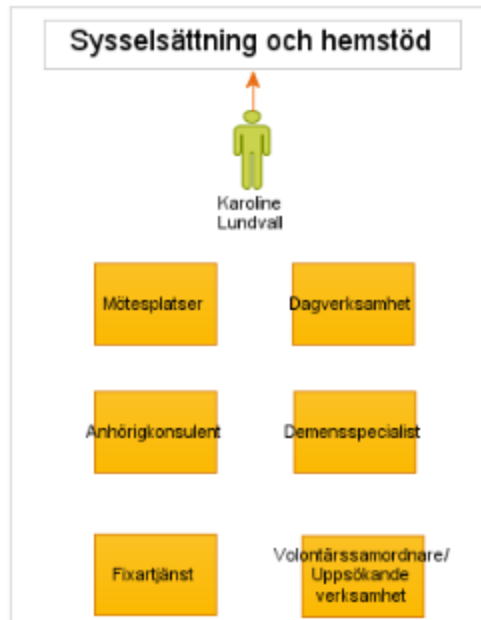 Sysselsättning och hemstöd
Karoline
Lundvall
Mötesplatser
Dagverksamhet
Anhörigkonsulent
Demensspecialist
Fixartjänst
Volontärssamordnare/
Uppsökande
verksamhet